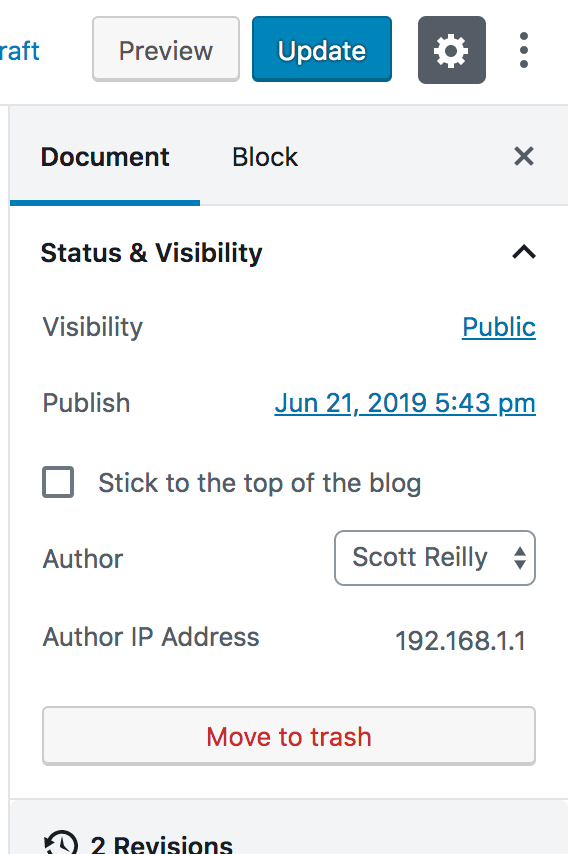 raft Preview Update
Document Block
Status & Visibility
Visibility Public
Publish Jun 21, 2019 5:43 pm
Stick to the top of the blog
Author Scott Reilly
Author IP Address 192.168.1.1
Move to trash
2 Revisions